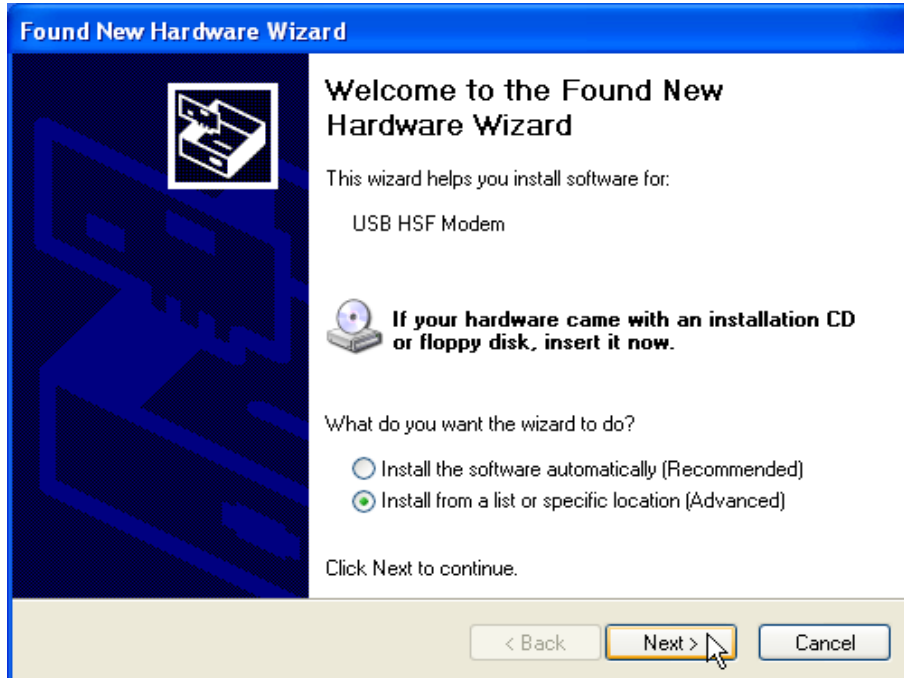 Found New Hardware Wizard
Welcome to the Found New
Hardware Wizard
This wizard helps you install software for:
USB HSF Modem
If your hardware came with an installation CD
or floppy disk, insert it now.
What do you want the wizard to do?
Install the software automatically (Recommended)
Install from a list or specific location (Advanced)
Click Next to continue.
< Back Next > Cancel